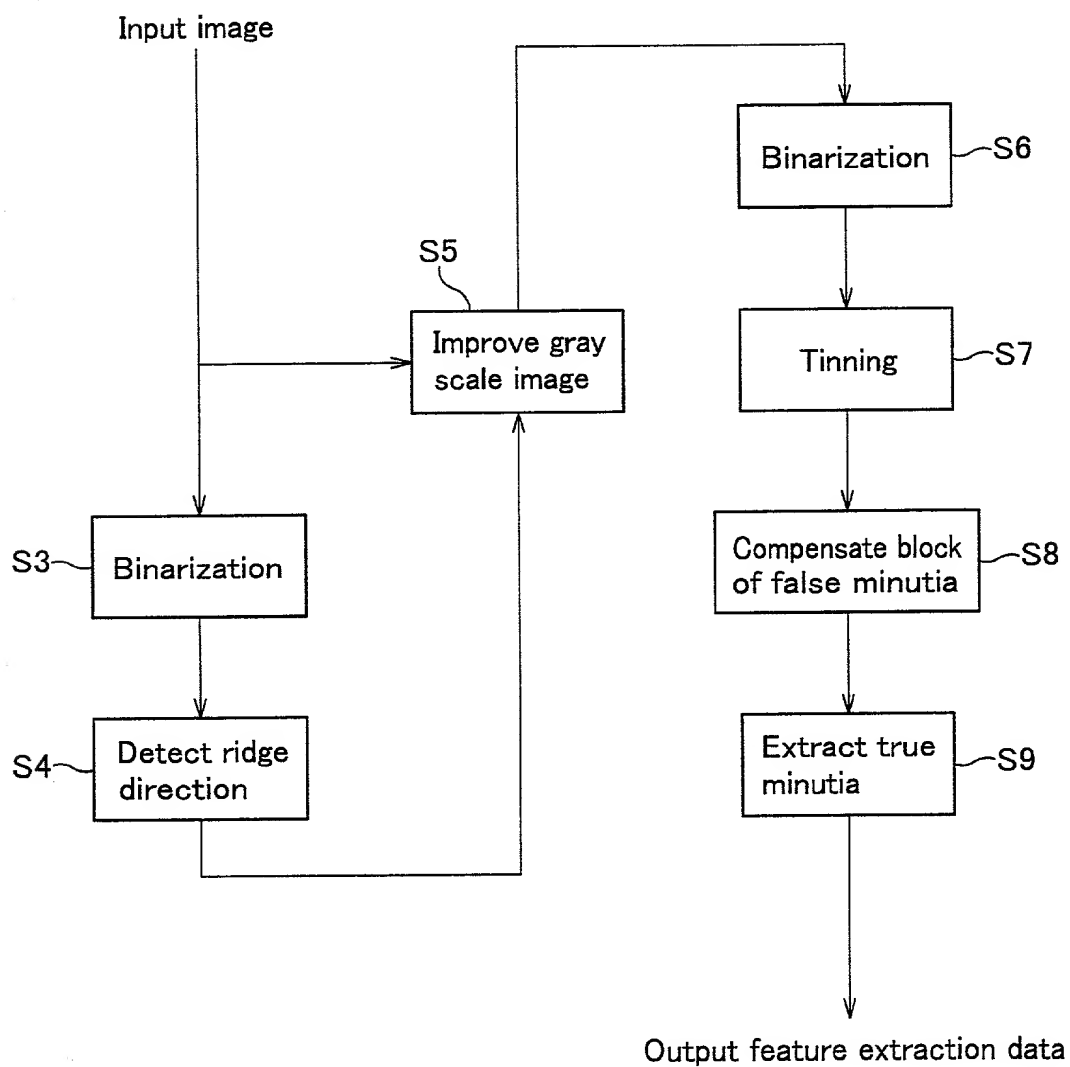 Input image
S3
Binarization
S4
Detect ridge
direction
S5
Improve gray
scale image
Binarization
S6
Tinning
S7
Compensate block
of false minutia
S8
Extract true
minutia
S9
Output feature extraction data